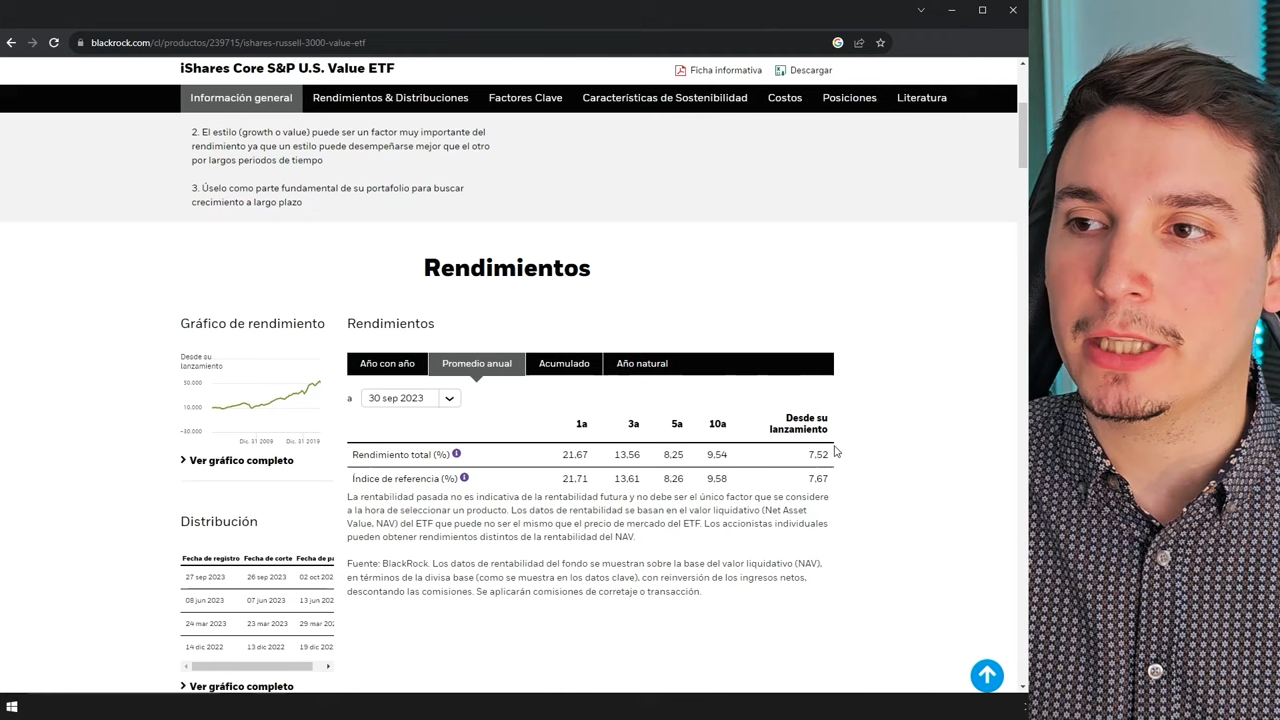 blackrock.com/cl/productos/239715/ishares-russell-3000-value-etf
iShares Core S&P U.S. Value ETF
Ficha informativa
Descargar
Información general
Rendimientos & Distribuciones
Factores Clave
Características de Sostenibilidad
Costos
Posiciones
Literatura
2. El estilo (growth o value) puede ser un factor muy importante del
rendimiento ya que un estilo puede desempeñarse mejor que el otro
por largos periodos de tiempo
3. Úselo como parte fundamental de su portafolio para buscar
crecimiento a largo plazo
Rendimientos
Gráfico de rendimiento
Desde su
lanzamiento
50.000
10.000
-30.000
Dic. 31 2009 Dic. 31 2019
Ver gráfico completo
Distribución
Fecha de registro Fecha de corte Fecha de pa
27 sep 2023 26 sep 2023 02 oct 202
08 jun 2023 07 jun 2023 13 jun 202
24 mar 2023 23 mar 2023 29 mar 202
14 dic 2022 13 dic 2022 19 dic 202
Ver gráfico completo
Rendimientos
Año con año Promedio anual Acumulado Año natural
a 30 sep 2023
1a 3a 5a 10a Desde su
lanzamiento
Rendimiento total (%) 21,67 13,56 8,25 9,54 7,52
Índice de referencia (%) 21,71 13,61 8,26 9,58 7,67
La rentabilidad pasada no es indicativa de la rentabilidad futura y no debe ser el único factor que se considere
a la hora de seleccionar un producto. Los datos de rentabilidad se basan en el valor liquidativo (Net Asset
Value, NAV) del ETF que puede no ser el mismo que el precio de mercado del ETF. Los accionistas individuales
pueden obtener rendimientos distintos de la rentabilidad del NAV.
Fuente: BlackRock. Los datos de rentabilidad del fondo se muestran sobre la base del valor liquidativo (NAV),
en términos de la divisa base (como se muestra en los datos clave), con reinversión de los ingresos netos,
descontando las comisiones. Se aplicarán comisiones de corretaje o transacción.